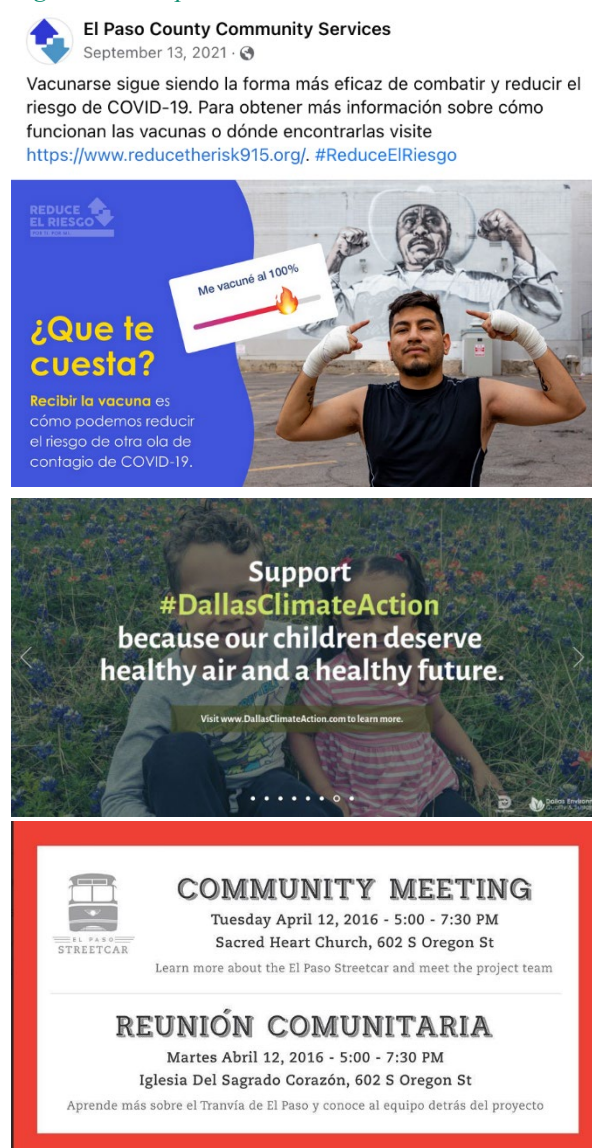 El Paso County Community Services
September 13, 2021 ·
Vacunarse sigue siendo la forma más eficaz de combatir y reducir el
riesgo de COVID-19. Para obtener más información sobre cómo
funcionan las vacunas o dónde encontrarlas visite
https://www.reducetherisk915.org/. #ReduceElRiesgo
REDUCE
EL RIESGO
Me vacuné al 100%
¿Que te
cuesta?
Recibir la vacuna es
cómo podemos reducir
el riesgo de otra ola de
contagio de COVID-19.
Support
#DallasClimateAction
because our children deserve
healthy air and a healthy future.
Visit www.DallasClimateAction.com to learn more.
EL PASO
STREETCAR
COMMUNITY MEETING
Tuesday April 12, 2016 - 5:00 - 7:30 PM
Sacred Heart Church, 602 S Oregon St
Learn more about the El Paso Streetcar and meet the project team
REUNIÓN COMUNITARIA
Martes Abril 12, 2016 - 5:00 - 7:30 PM
Iglesia Del Sagrado Corazón, 602 S Oregon St
Aprende más sobre el Tranvía de El Paso y conoce al equipo detrás del proyecto